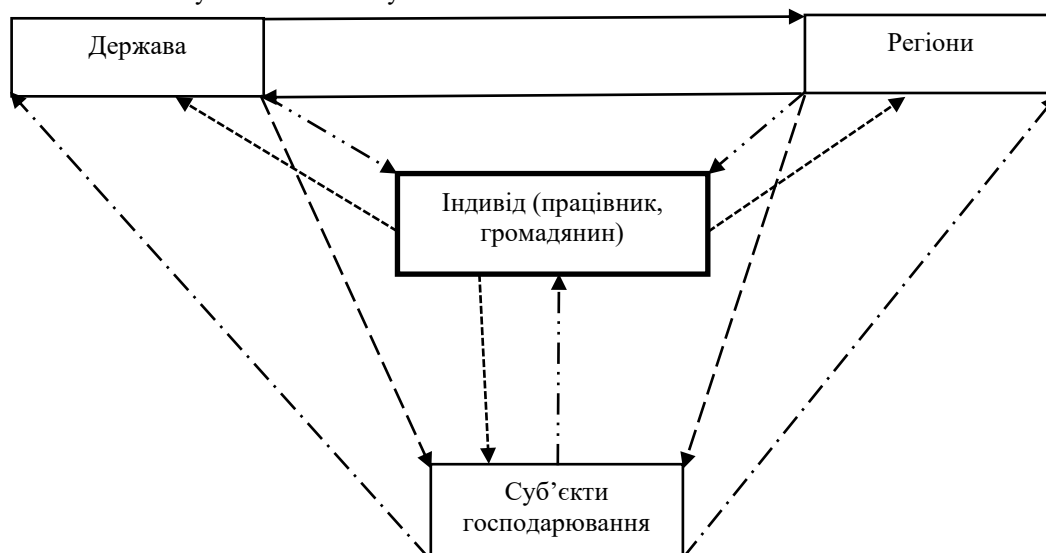 Держава
Регіони
Індивід (працівник,
громадянин)
Суб’єкти
господарювання